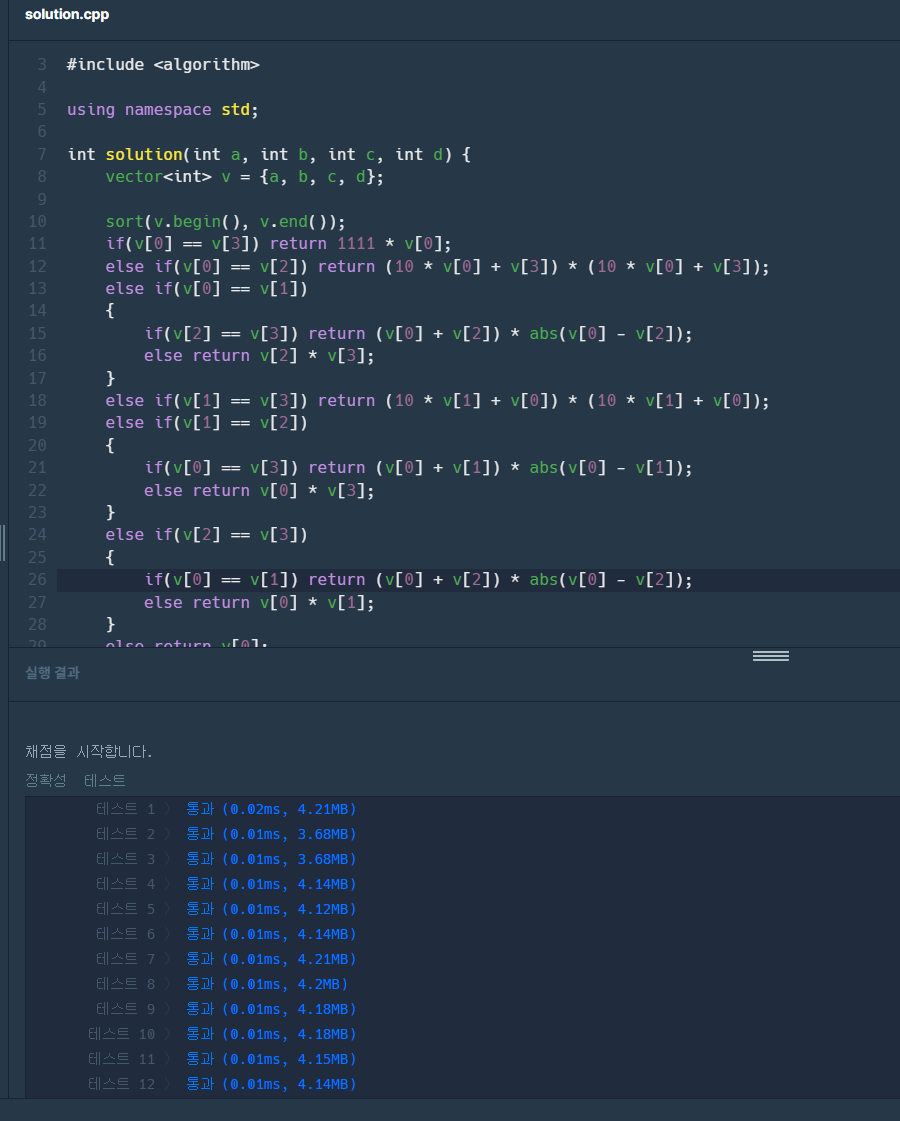 solution.cpp
3 #include <algorithm>
4
5 using namespace std;
6
7 int solution(int a, int b, int c, int d) {
8     vector<int> v = {a, b, c, d};
9
10     sort(v.begin(), v.end());
11     if(v[0] == v[3]) return 1111 * v[0];
12     else if(v[0] == v[2]) return (10 * v[0] + v[3]) * (10 * v[0] + v[3]);
13     else if(v[0] == v[1])
14     {
15         if(v[2] == v[3]) return (v[0] + v[2]) * abs(v[0] - v[2]);
16         else return v[2] * v[3];
17     }
18     else if(v[1] == v[3]) return (10 * v[1] + v[0]) * (10 * v[1] + v[0]);
19     else if(v[1] == v[2])
20     {
21         if(v[0] == v[3]) return (v[0] + v[1]) * abs(v[0] - v[1]);
22         else return v[0] * v[3];
23     }
24     else if(v[2] == v[3])
25     {
26         if(v[0] == v[1]) return (v[0] + v[2]) * abs(v[0] - v[2]);
27         else return v[0] * v[1];
28     }
29     else return v[0];
실행 결과
채점을 시작합니다.
정확성 테스트
테스트 1 〉 통과 (0.02ms, 4.21MB)
테스트 2 〉 통과 (0.01ms, 3.68MB)
테스트 3 〉 통과 (0.01ms, 3.68MB)
테스트 4 〉 통과 (0.01ms, 4.14MB)
테스트 5 〉 통과 (0.01ms, 4.12MB)
테스트 6 〉 통과 (0.01ms, 4.14MB)
테스트 7 〉 통과 (0.01ms, 4.21MB)
테스트 8 〉 통과 (0.01ms, 4.2MB)
테스트 9 〉 통과 (0.01ms, 4.18MB)
테스트 10 〉 통과 (0.01ms, 4.18MB)
테스트 11 〉 통과 (0.01ms, 4.15MB)
테스트 12 〉 통과 (0.01ms, 4.14MB)